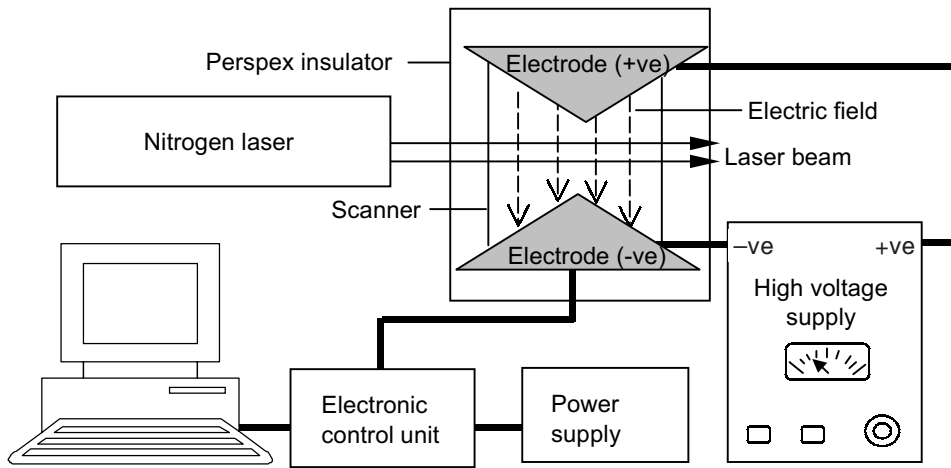 Perspex insulator
Electrode (+ve)
Electric field
Nitrogen laser
Laser beam
Scanner
Electrode (-ve)
–ve
+ve
High voltage
supply
Electronic
control unit
Power
supply